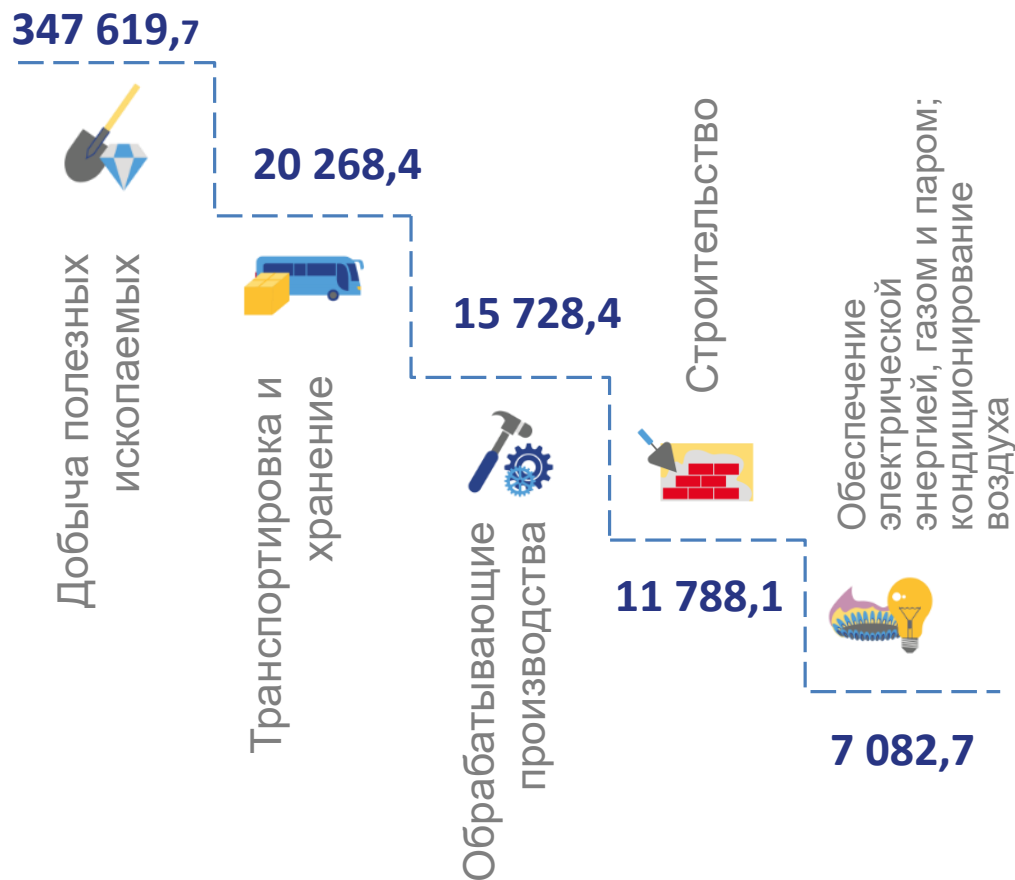 347 619,7
Добыча полезных
ископаемых
20 268,4
Транспортировка и
хранение
15 728,4
Обрабатывающие
производства
Строительство
11 788,1
Обеспечение
электрической
энергией, газом и паром;
кондиционирование
воздуха
7 082,7